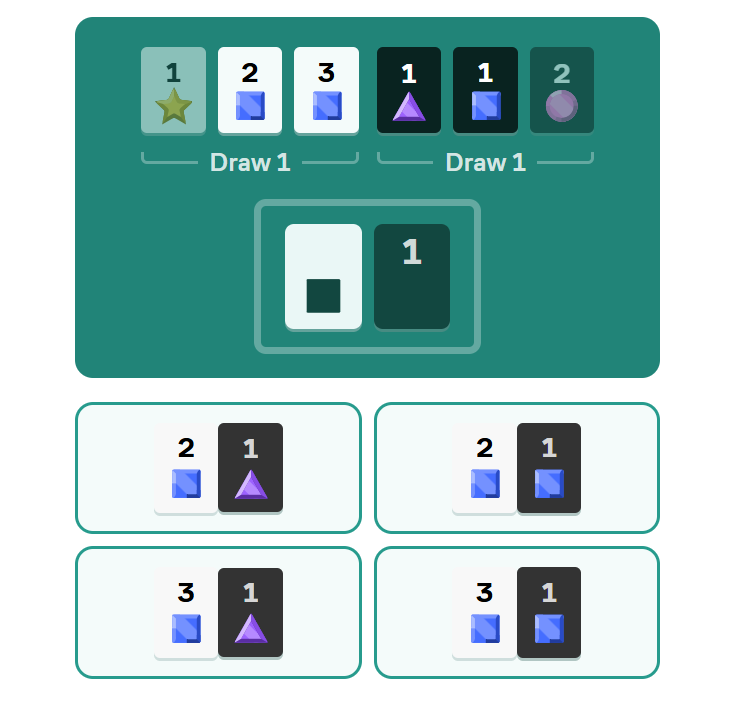 1 2 3 1 1 2
Draw 1 Draw 1
1
2 1 2 1
3 1 3 1